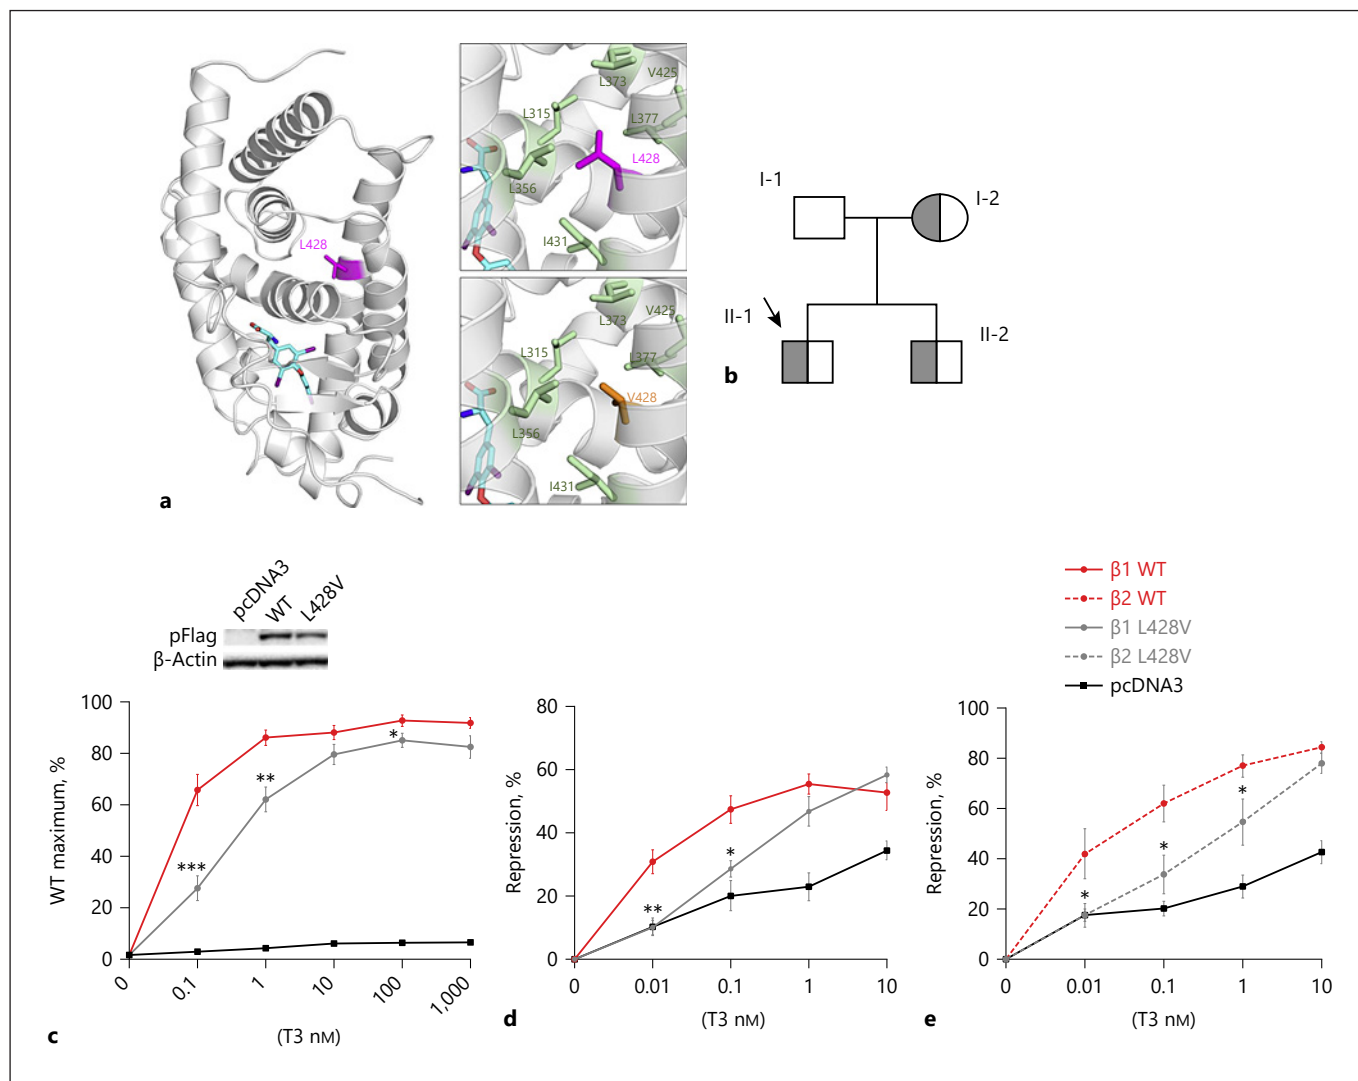 L428
a
L373
V425
L315
L377
L428
L356
I431
L373
V425
L315
L377
V428
L356
I431
I-1
I-2
II-1
II-2
b
pcDNA3
WT
L428V
pFlag
β-Actin
β1 WT
β2 WT
β1 L428V
β2 L428V
pcDNA3
WT maximum, %
100
80
60
40
20
0
***
**
*
0
0.1
1
10
100
1,000
(T3 nM)
c
Repression, %
80
60
40
20
0
**
*
0
0.01
0.1
1
10
(T3 nM)
d
Repression, %
100
80
60
40
20
0
*
*
*
0
0.01
0.1
1
10
(T3 nM)
e